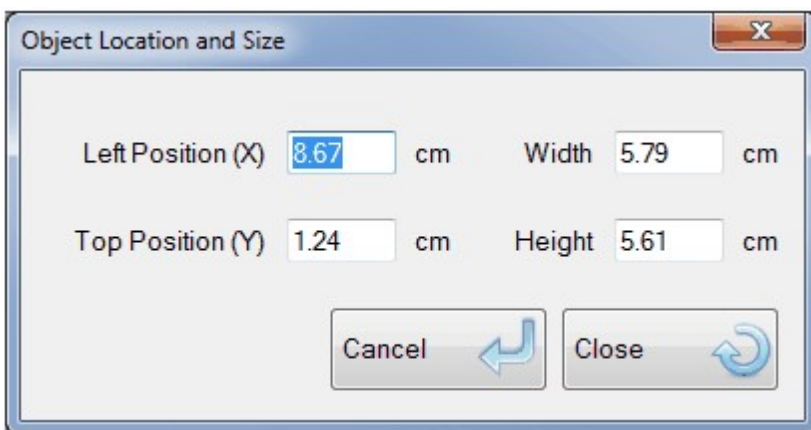 Object Location and Size
Left Position (X) 8.67 cm Width 5.79 cm
Top Position (Y) 1.24 cm Height 5.61 cm
Cancel Close